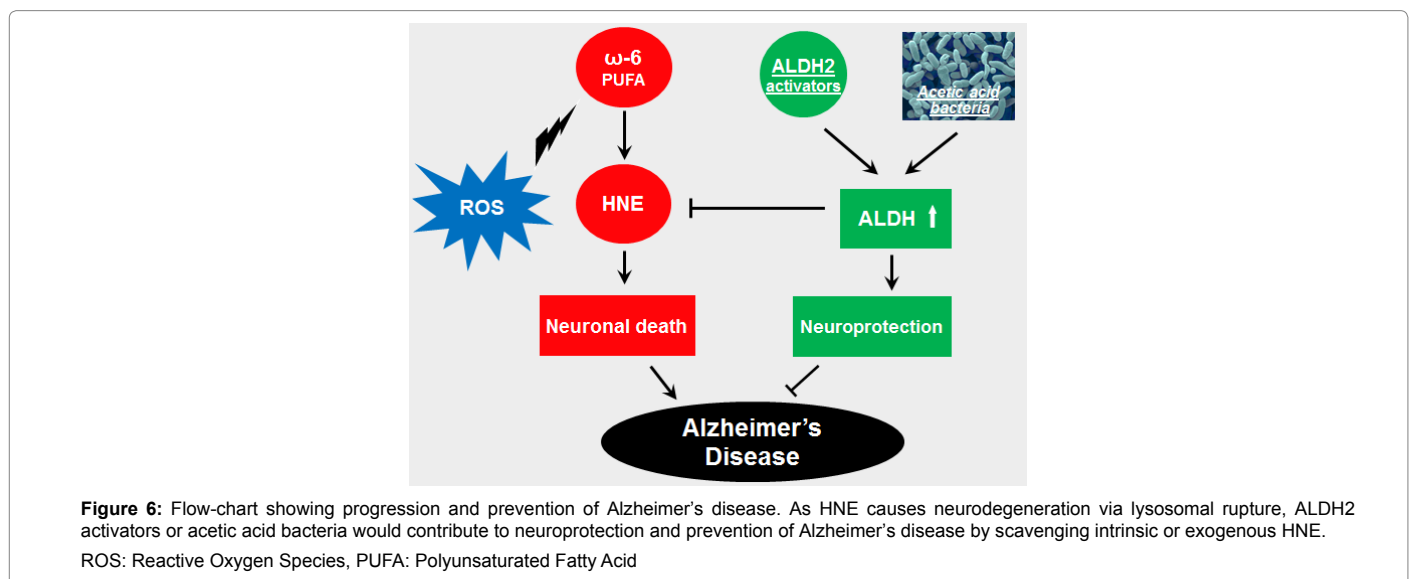 ω-6
PUFA
ALDH2
activators
Acetic acid
bacteria
ROS
HNE
ALDH
Neuronal death
Neuroprotection
Alzheimer's
Disease
Figure 6: Flow-chart showing progression and prevention of Alzheimer's disease. As HNE causes neurodegeneration via lysosomal rupture, ALDH2
activators or acetic acid bacteria would contribute to neuroprotection and prevention of Alzheimer's disease by scavenging intrinsic or exogenous HNE.
ROS: Reactive Oxygen Species, PUFA: Polyunsaturated Fatty Acid